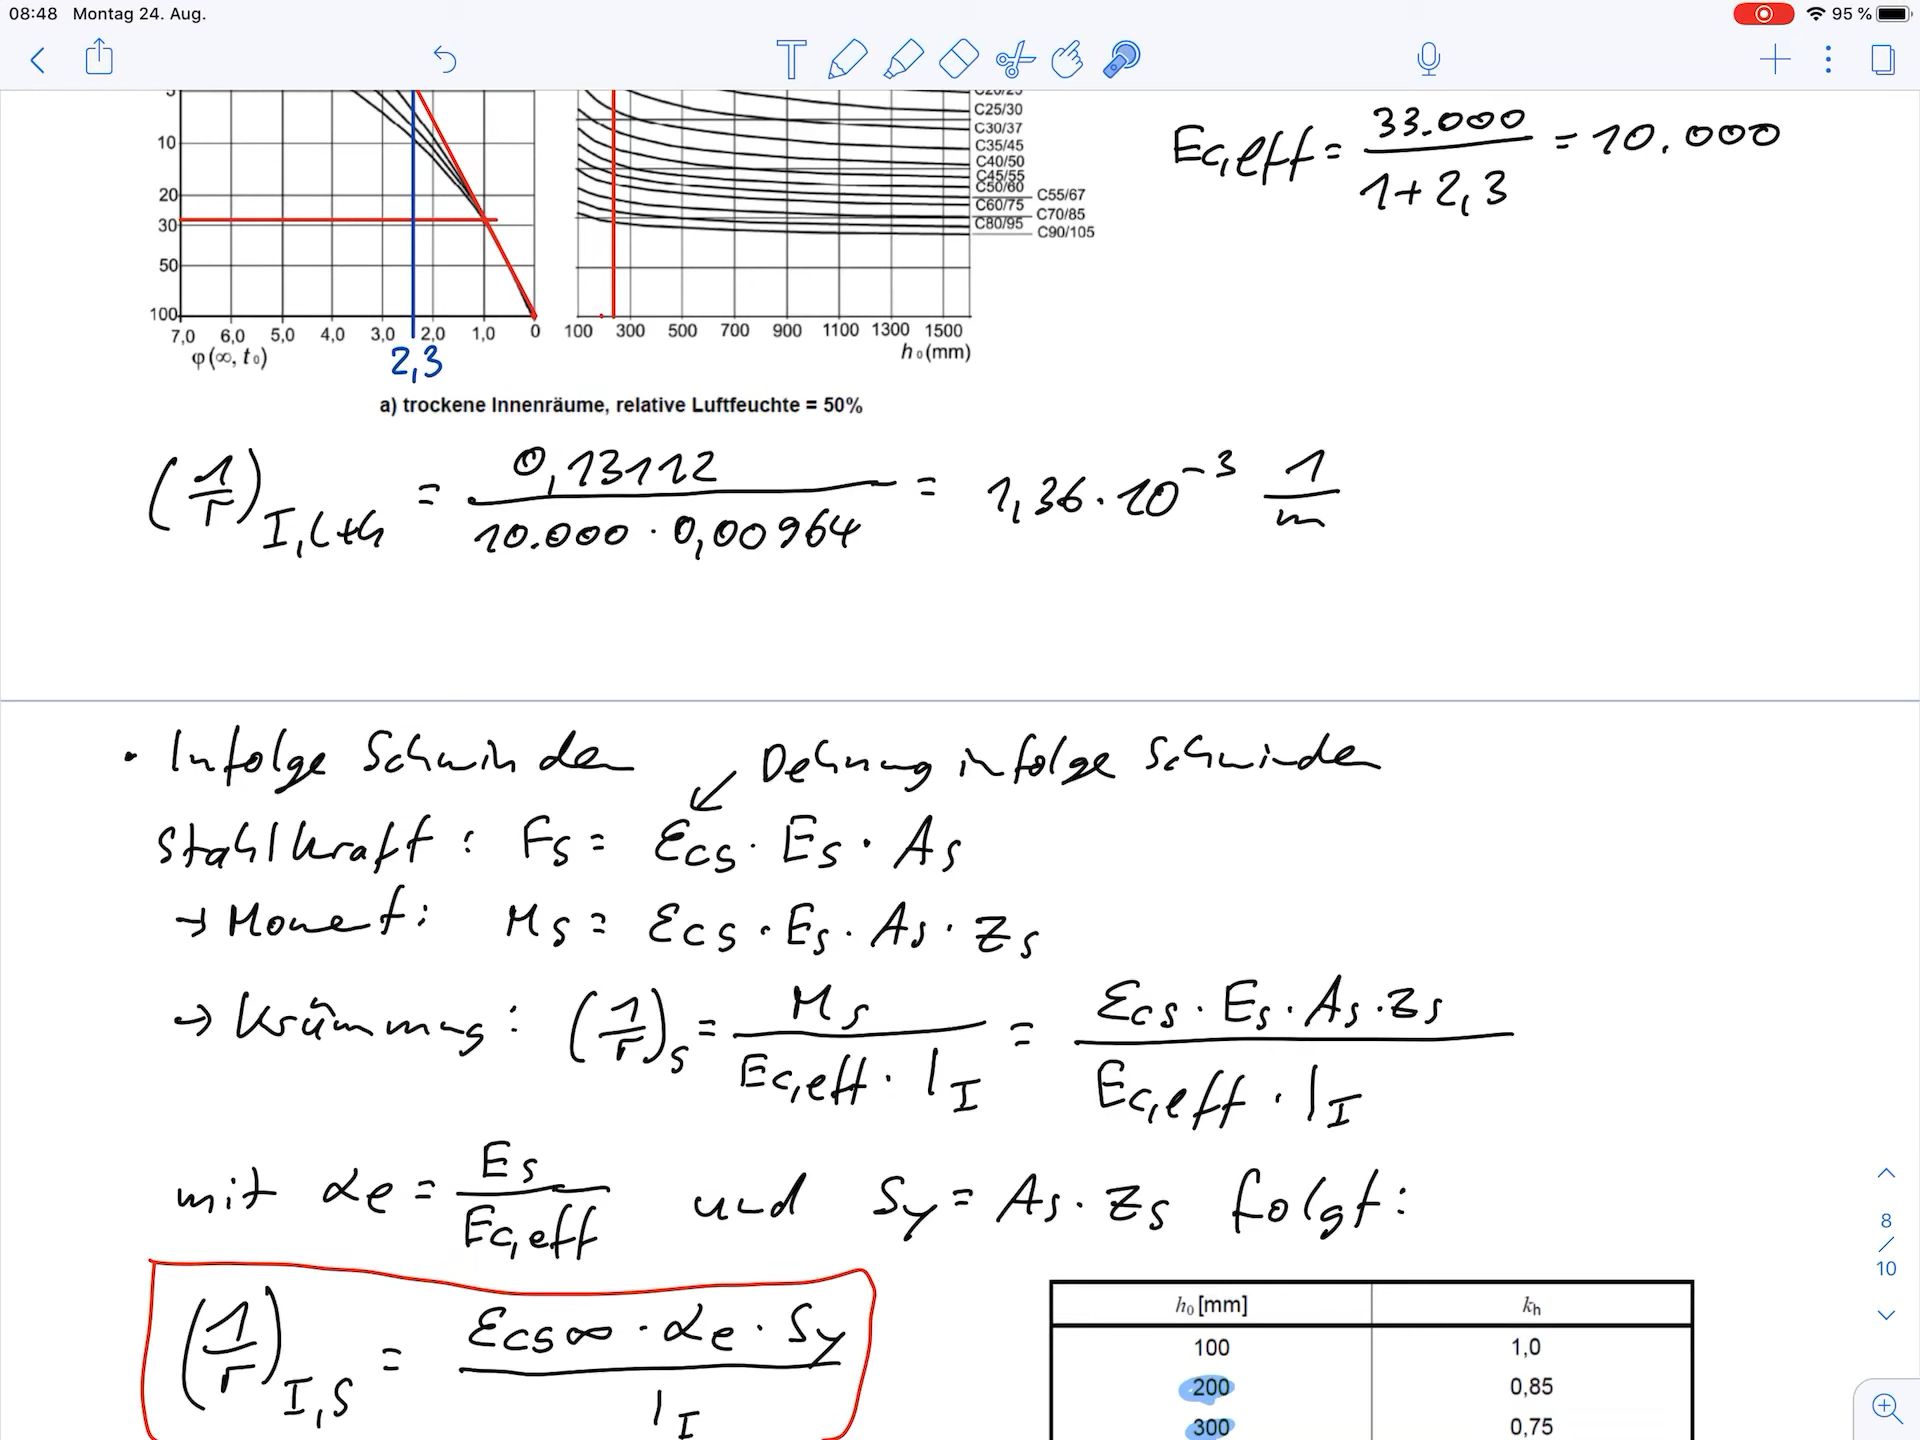 08:48 Montag 24. Aug.
95 %
T
5
10
20
30
50
100
7,0 6,0 5,0 4,0 3,0 2,0 1,0 0
φ (∞, t₀)
2,3
C25/30
C30/37
C35/45
C40/50
C45/55
C50/60
C55/67
C60/75
C70/85
C80/95
C90/105
100 300 500 700 900 1100 1300 1500
h₀ (mm)
a) trockene Innenräume, relative Luftfeuchte = 50%
Ec,eff = 33.000 / (1+2,3) = 10.000
(1/r) I,c+k = 0,13112 / (10.000 · 0,00964) = 1,36 · 10⁻³ 1/m
· Infolge Schwinden
Dehnung infolge Schwinden
Stahlkraft : Fs = εcs · Es · As
→ Moment : Ms = εcs · Es · As · zs
→ Krümmung : (1/r)s = Ms / (Ec,eff · I_I) = εcs · Es · As · zs / (Ec,eff · I_I)
mit αe = Es / Ec,eff und Sy = As · zs folgt :
(1/r) I,S = εcs∞ · αe · Sy / I_I
h₀ [mm] kh
100 1,0
200 0,85
300 0,75
8
/
10